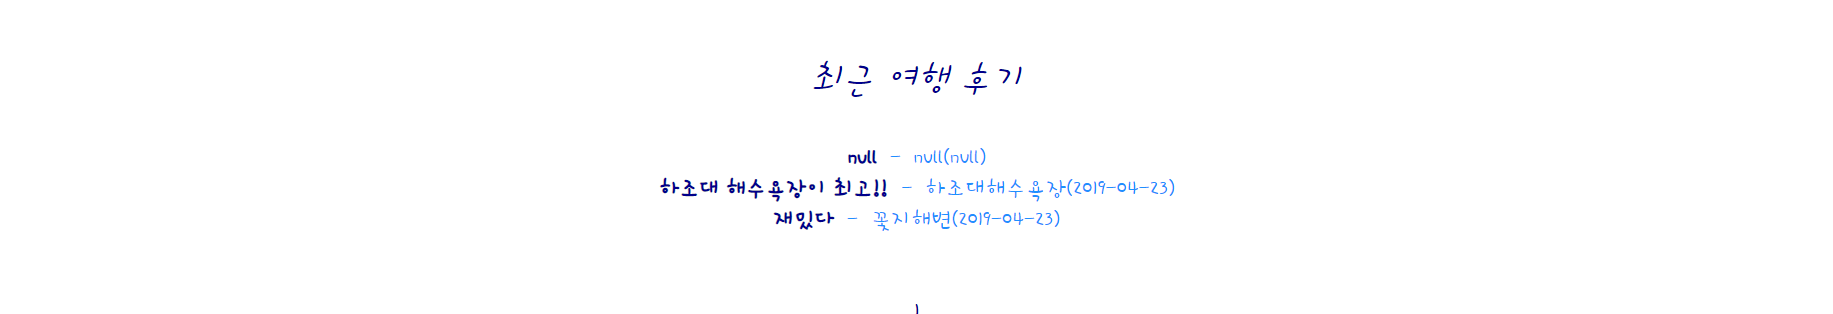 최근 여행 후기
null - null(null)
하조대 해수욕장이 최고!! - 하조대해수욕장(2019-04-23)
재밌다 - 꽃지해변(2019-04-23)
1